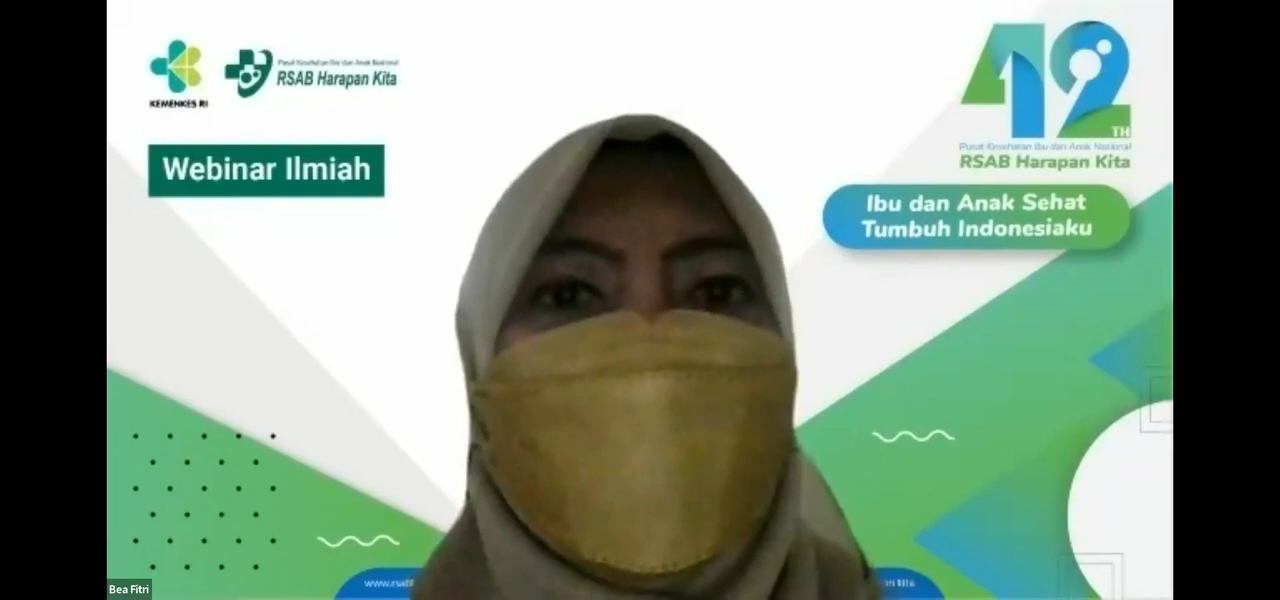 KEMENKES RI
Pusat Kesehatan Ibu dan Anak Nasional
RSAB Harapan Kita
Webinar Ilmiah
42
TH
Pusat Kesehatan Ibu dan Anak Nasional
RSAB Harapan Kita
Ibu dan Anak Sehat
Tumbuh Indonesiaku
Bea Fitri